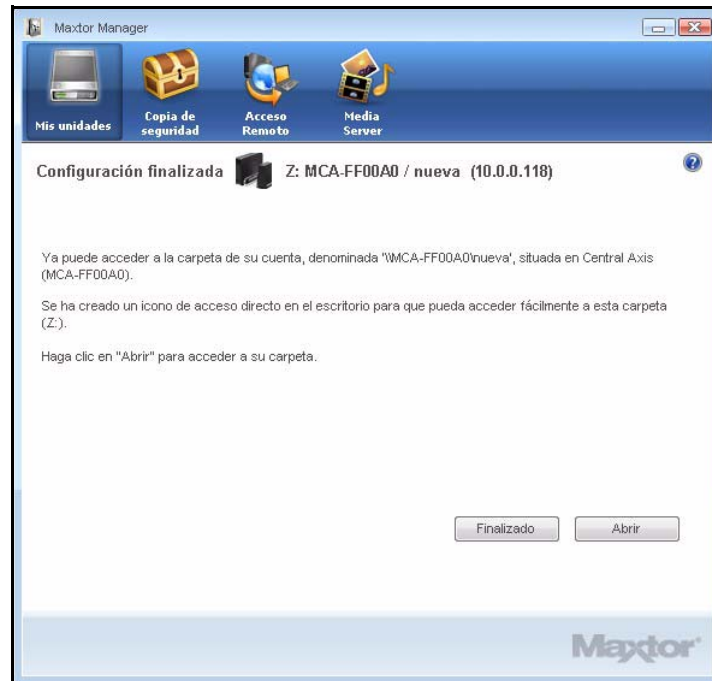 Maxtor Manager
Mis unidades
Copia de
seguridad
Acceso
Remoto
Media
Server
Configuración finalizada Z: MCA-FF00A0 / nueva (10.0.0.118)
Ya puede acceder a la carpeta de su cuenta, denominada '\\MCA-FF00A0\nueva', situada en Central Axis
(MCA-FF00A0).
Se ha creado un icono de acceso directo en el escritorio para que pueda acceder fácilmente a esta carpeta
(Z:).
Haga clic en "Abrir" para acceder a su carpeta.
Finalizado Abrir
Maxtor